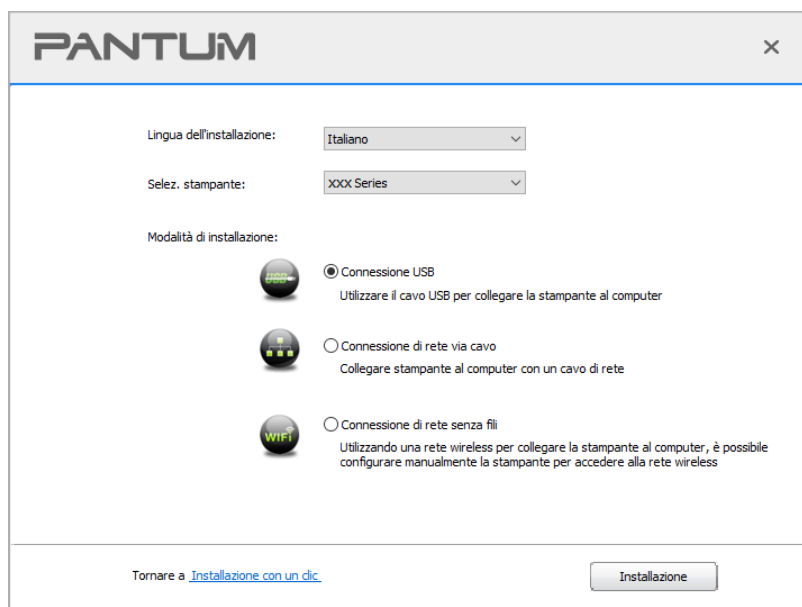 PANTUM
Lingua dell'installazione:
Italiano
Selez. stampante:
XXX Series
Modalità di installazione:
USB
Connessione USB
Utilizzare il cavo USB per collegare la stampante al computer
Connessione di rete via cavo
Collegare stampante al computer con un cavo di rete
WiFi
Connessione di rete senza fili
Utilizzando una rete wireless per collegare la stampante al computer, è possibile
configurare manualmente la stampante per accedere alla rete wireless
Tornare a Installazione con un clic
Installazione